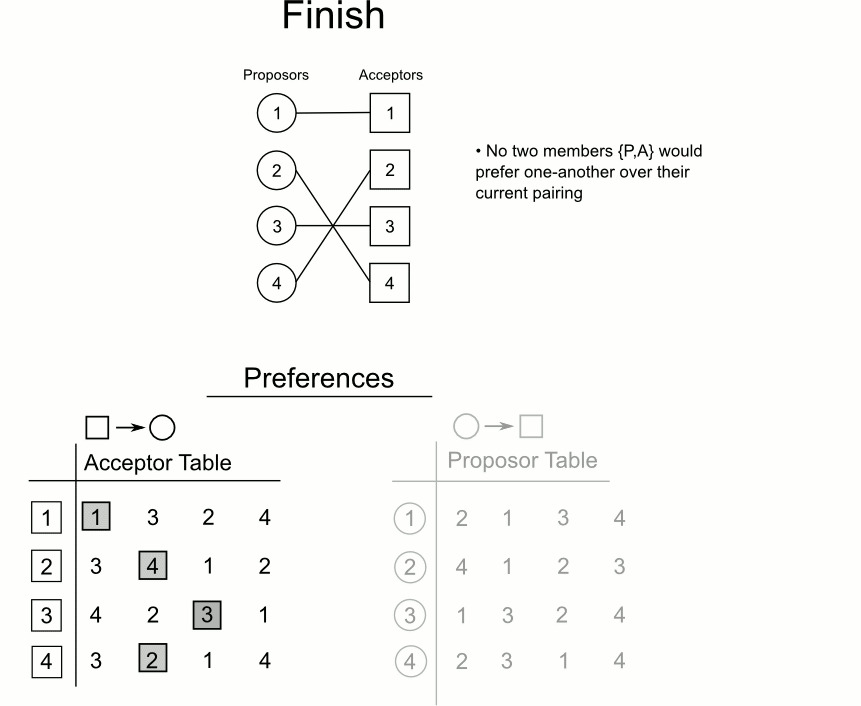 Finish
Proposors Acceptors
1 1
2 2
3 3
4 4
• No two members {P,A} would
prefer one-another over their
current pairing
Preferences
Acceptor Table
1 1 3 2 4
2 3 4 1 2
3 4 2 3 1
4 3 2 1 4
Proposor Table
1 2 1 3 4
2 4 1 2 3
3 1 3 2 4
4 2 3 1 4